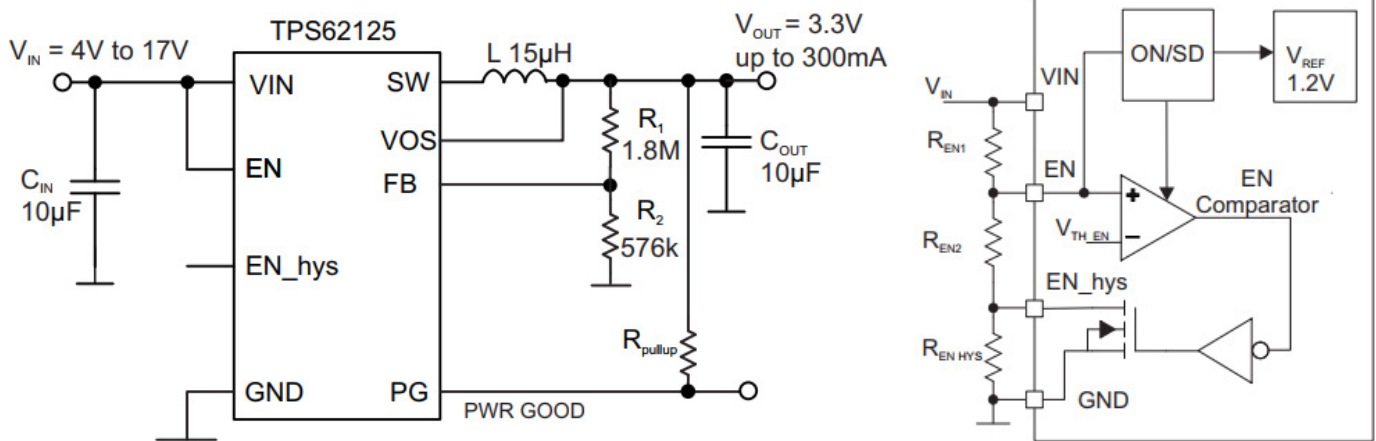 TPS62125
V_IN = 4V to 17V
VIN
EN
EN_hys
GND
SW
VOS
FB
PG
C_IN
10µF
L 15µH
V_OUT = 3.3V
up to 300mA
R_1
1.8M
R_2
576k
C_OUT
10µF
R_pullup
PWR GOOD
V_IN
VIN
R_EN1
EN
R_EN2
EN_hys
R_EN HYS
GND
ON/SD
V_REF
1.2V
+
V_TH_EN
−
EN
Comparator